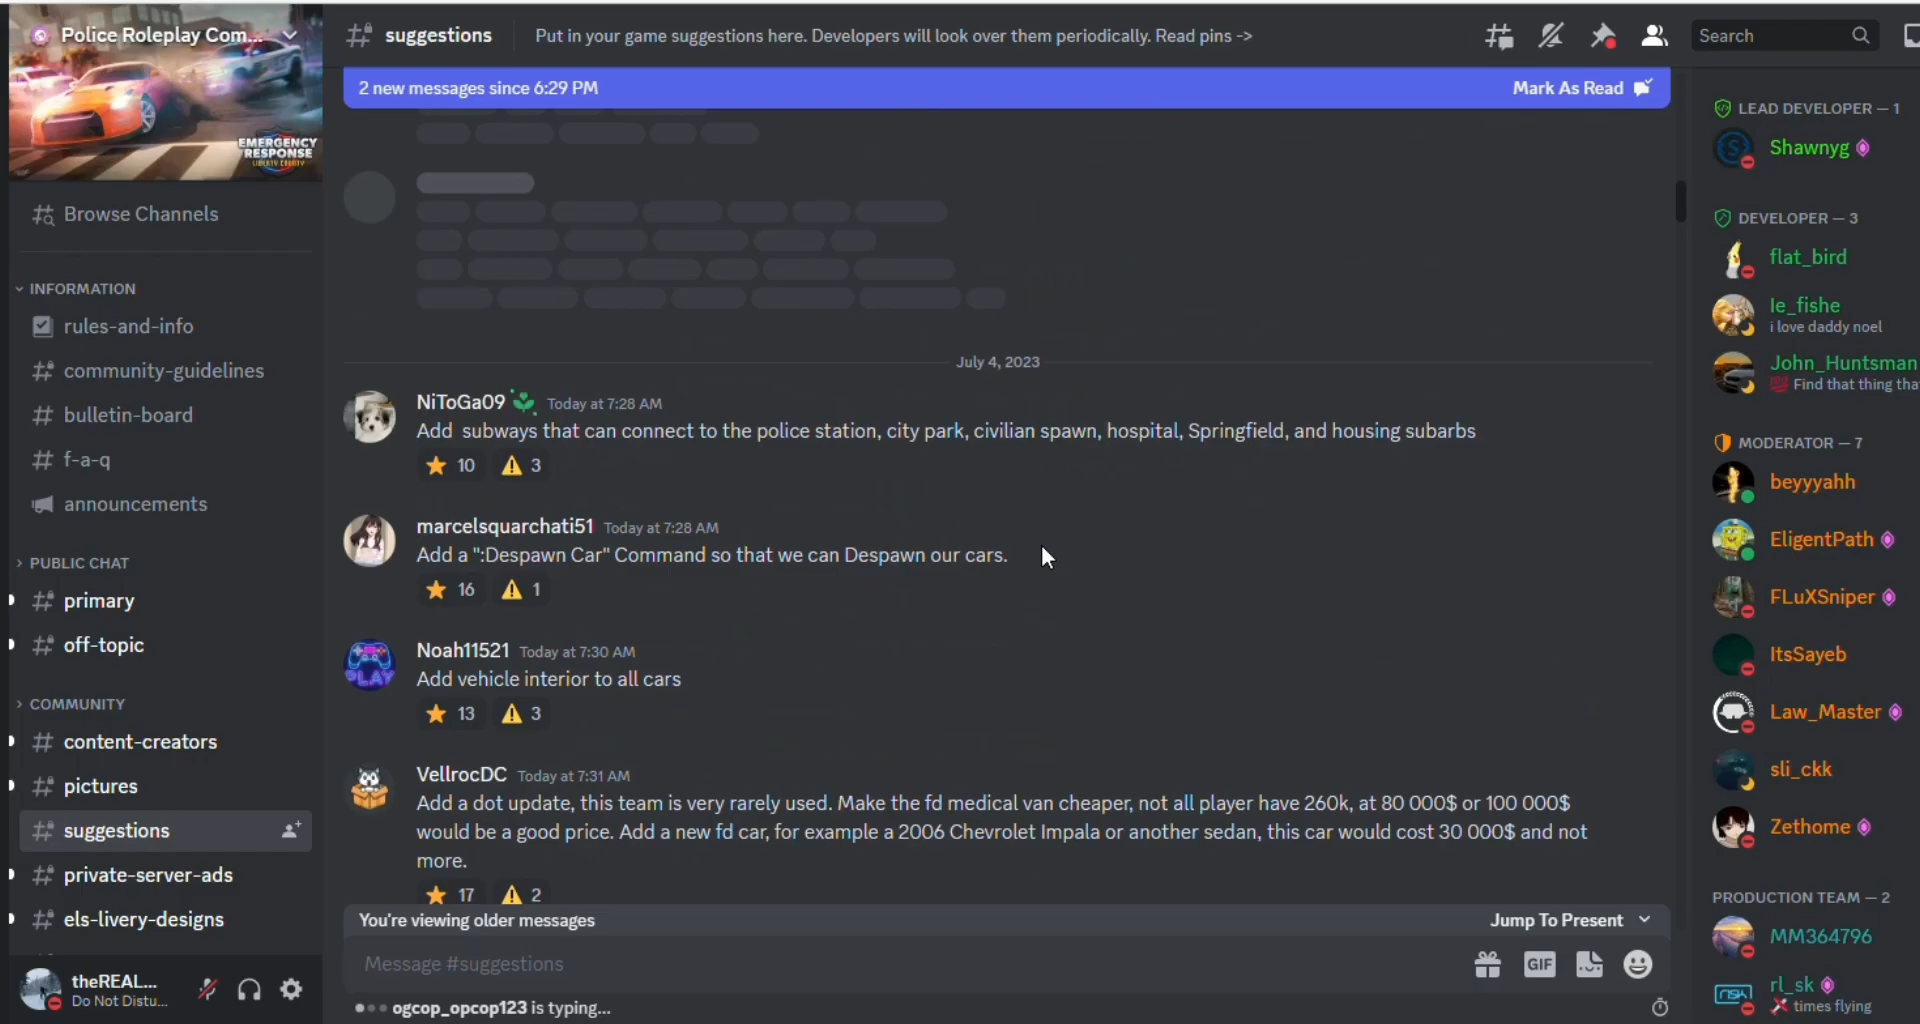 Police Roleplay Com...
EMERGENCY
RESPONSE
LIBERTY COUNTY
Browse Channels
INFORMATION
rules-and-info
community-guidelines
bulletin-board
f-a-q
announcements
PUBLIC CHAT
primary
off-topic
COMMUNITY
content-creators
pictures
suggestions
private-server-ads
els-livery-designs
theREAL...
Do Not Distu...
suggestions
Put in your game suggestions here. Developers will look over them periodically. Read pins ->
Search
2 new messages since 6:29 PM
Mark As Read
July 4, 2023
NiToGa09 Today at 7:28 AM
Add subways that can connect to the police station, city park, civilian spawn, hospital, Springfield, and housing subarbs
10 3
marcelsquarchati51 Today at 7:28 AM
Add a ":Despawn Car" Command so that we can Despawn our cars.
16 1
PLAY
Noah11521 Today at 7:30 AM
Add vehicle interior to all cars
13 3
VellrocDC Today at 7:31 AM
Add a dot update, this team is very rarely used. Make the fd medical van cheaper, not all player have 260k, at 80 000$ or 100 000$
would be a good price. Add a new fd car, for example a 2006 Chevrolet Impala or another sedan, this car would cost 30 000$ and not
more.
17 2
You're viewing older messages
Jump To Present
Message #suggestions
GIF
ogcop_opcop123 is typing...
LEAD DEVELOPER — 1
Shawnyg
DEVELOPER — 3
flat_bird
le_fishe
i love daddy noel
John_Huntsman
Find that thing tha
MODERATOR — 7
beyyyahh
EligentPath
FLuXSniper
ItsSayeb
Law_Master
sli_ckk
Zethome
PRODUCTION TEAM — 2
MM364796
rl_sk
times flying